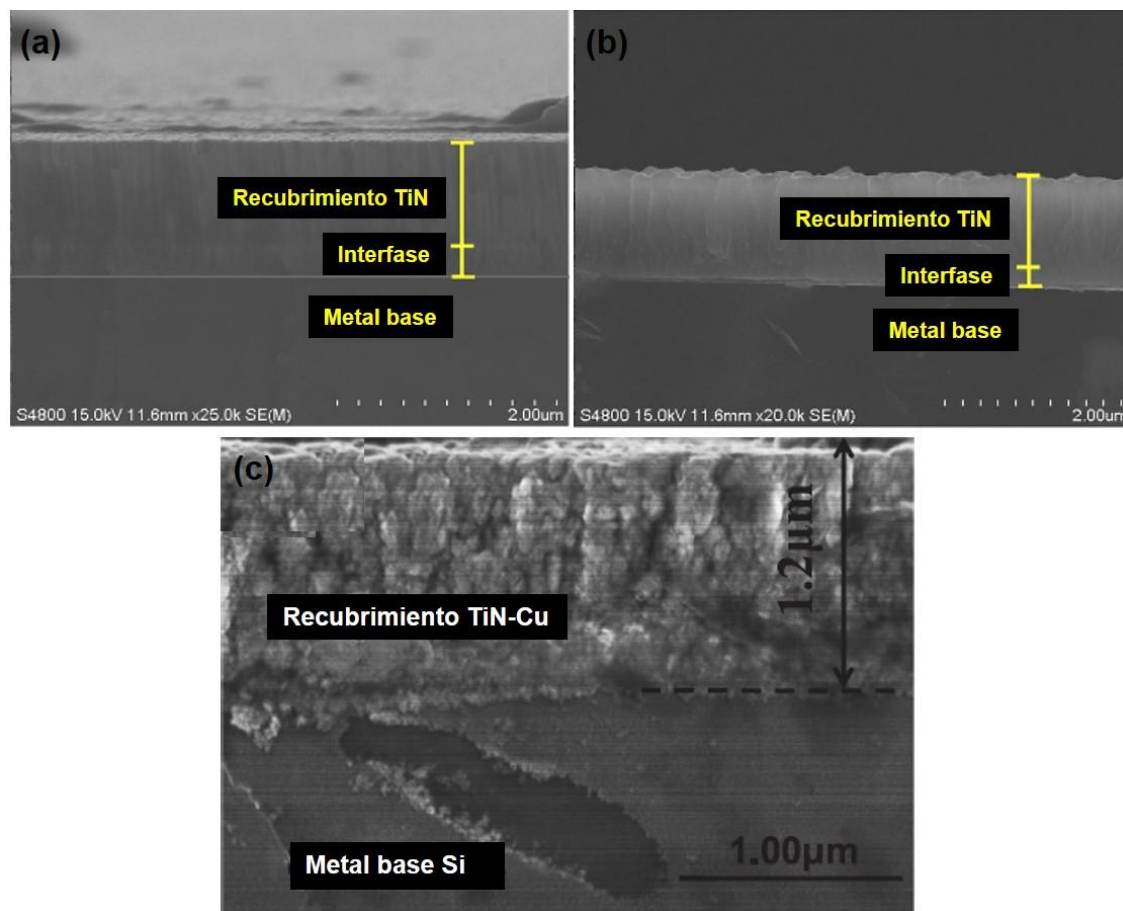 (a)
Recubrimiento TiN
Interfase
Metal base
S4800 15.0kV 11.6mm x25.0k SE(M)
2.00um
(b)
Recubrimiento TiN
Interfase
Metal base
S4800 15.0kV 11.6mm x20.0k SE(M)
2.00um
(c)
1.2µm
Recubrimiento TiN-Cu
Metal base Si
1.00µm